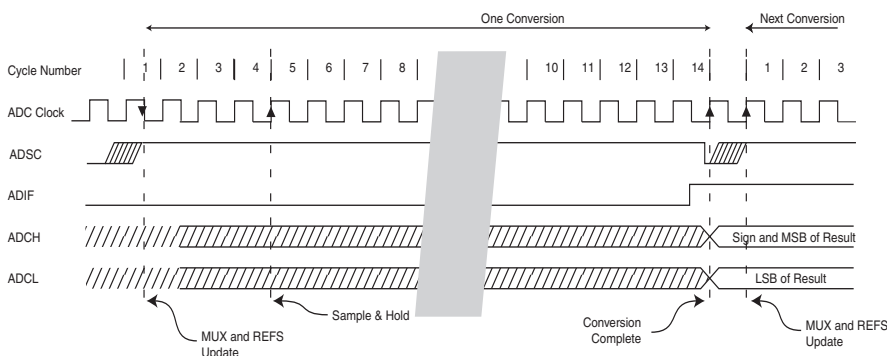 One Conversion
Next Conversion
Cycle Number
1 2 3 4 5 6 7 8 10 11 12 13 14 1 2 3
ADC Clock
ADSC
ADIF
ADCH
Sign and MSB of Result
ADCL
LSB of Result
MUX and REFS
Update
Sample & Hold
Conversion
Complete
MUX and REFS
Update